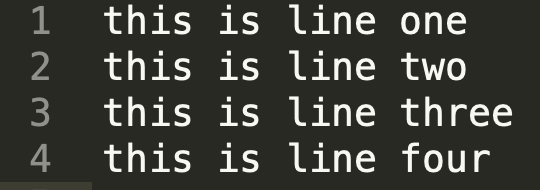 1 this is line one
2 this is line two
3 this is line three
4 this is line four